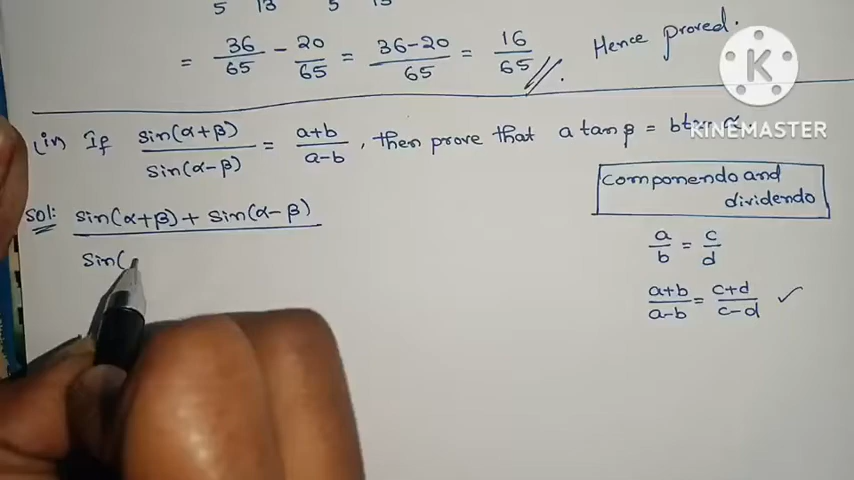 5 13 5 13
= 36/65 - 20/65 = 36-20/65 = 16/65 // . Hence proved.
(iv) If sin(α+β)/sin(α-β) = a+b/a-b , then prove that a tan β = b
KINEMASTER
Sol: sin(α+β) + sin(α-β)
sin(
Componendo and
dividendo
a/b = c/d
a+b/a-b = c+d/c-d ✓